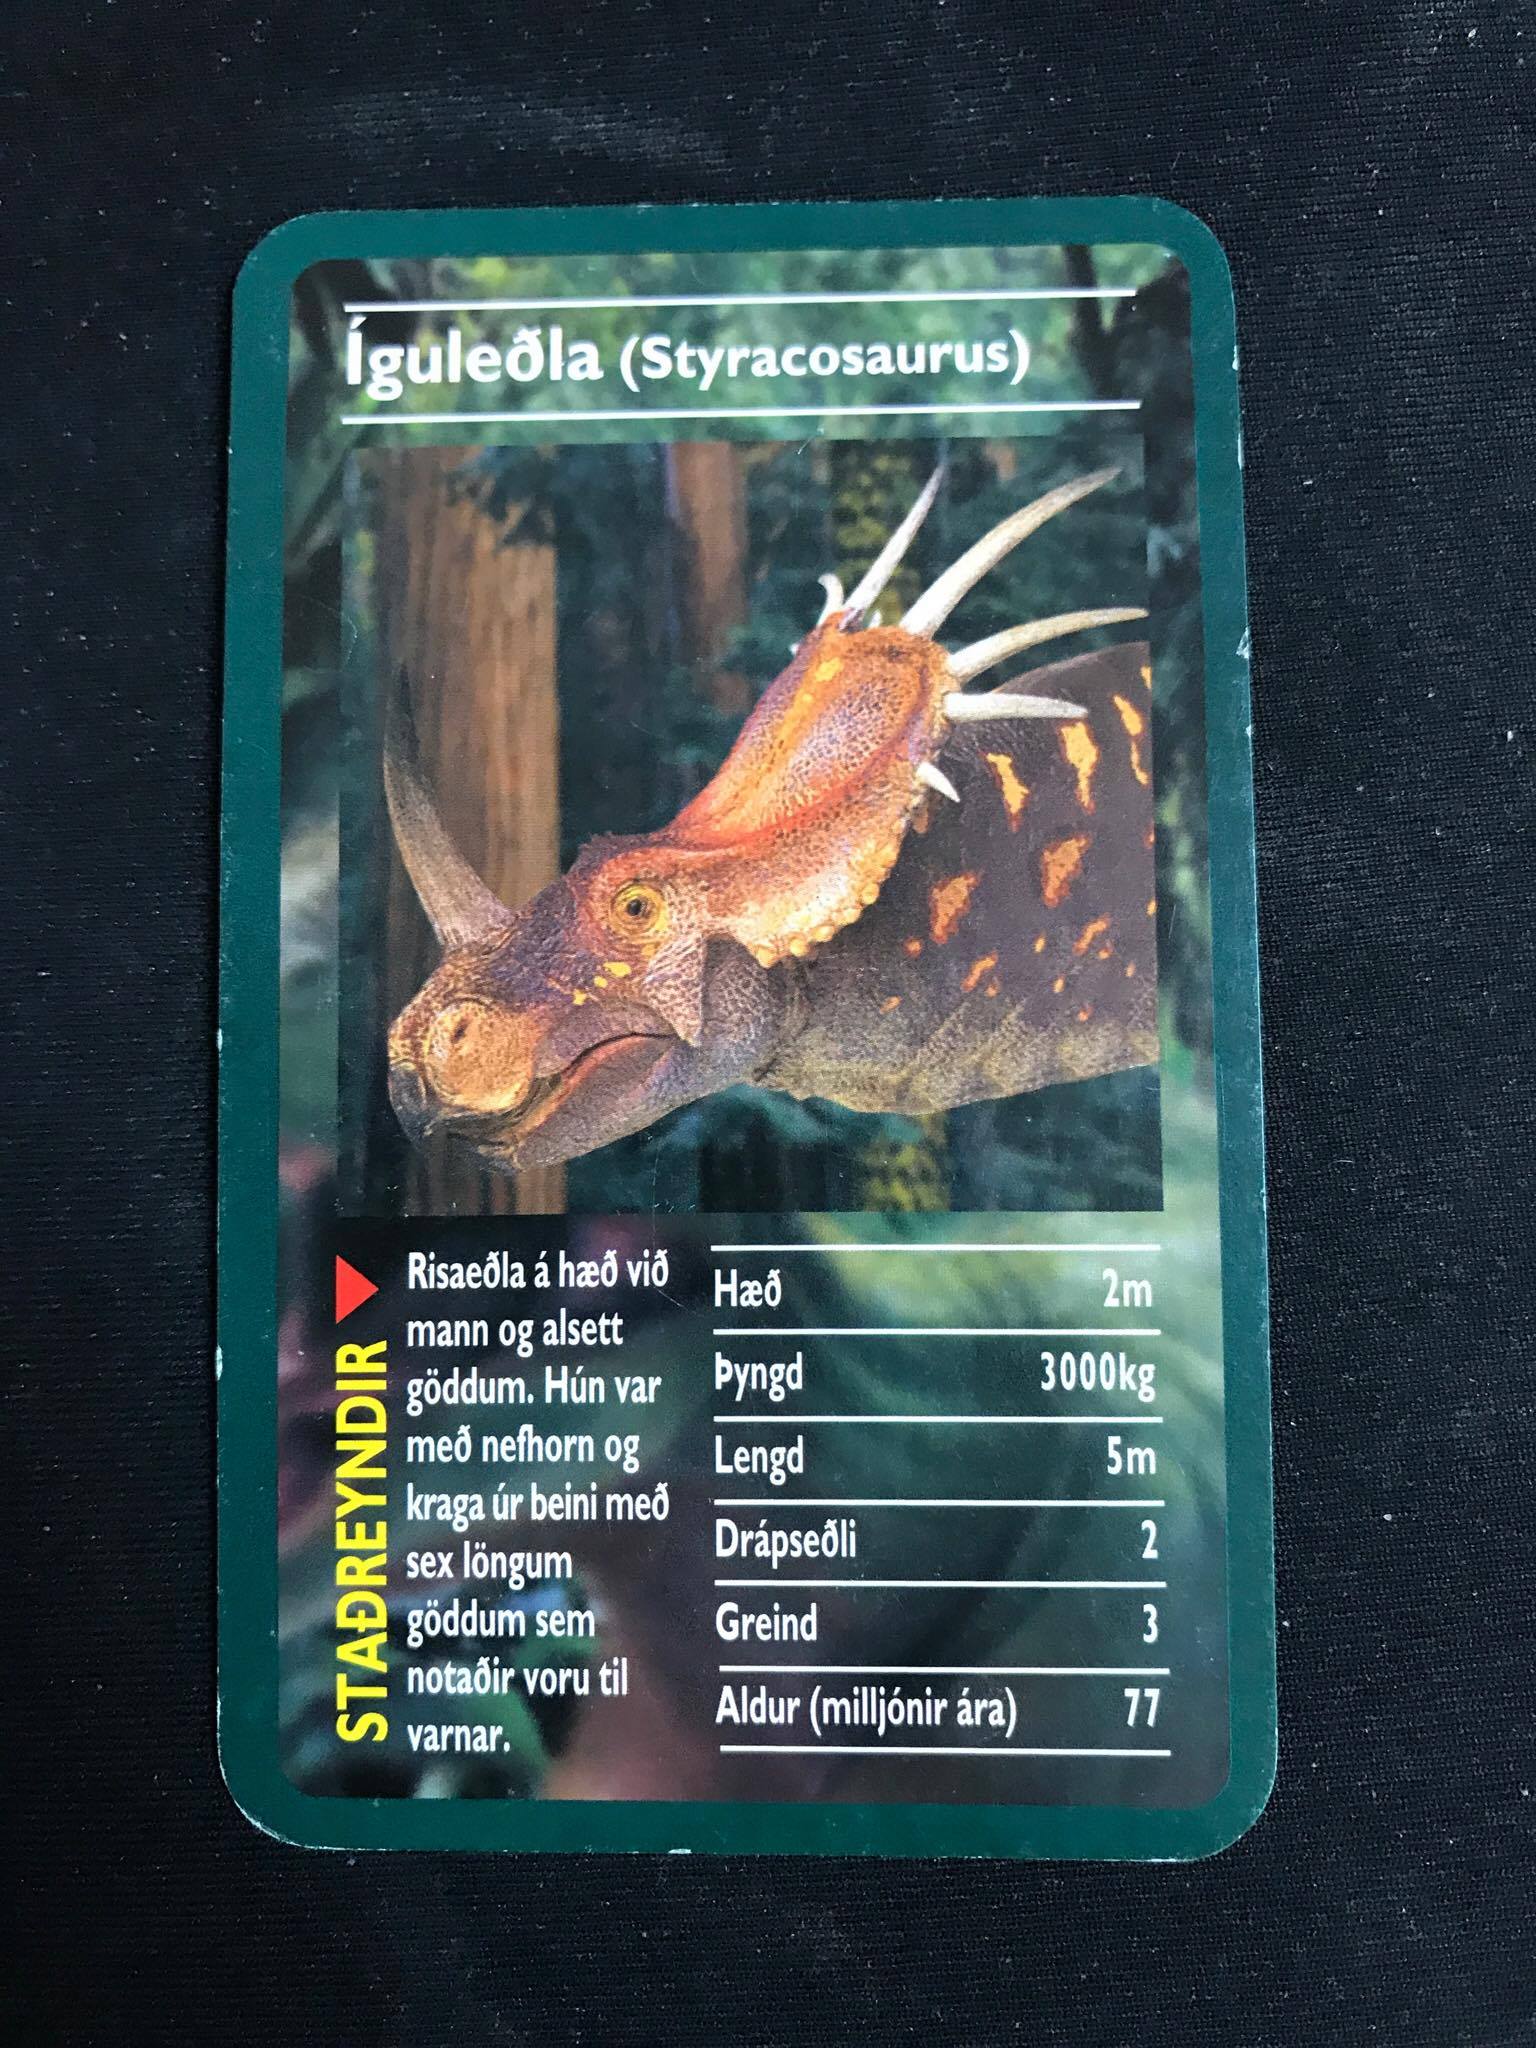 Íguleðla (Styracosaurus)
STAÐREYNDIR
Risaeðla á hæð við
mann og alsett
göddum. Hún var
með nefhorn og
kraga úr beini með
sex löngum
göddum sem
notaðir voru til
varnar.
Hæð 2m
Þyngd 3000kg
Lengd 5m
Drápseðli 2
Greind 3
Aldur (milljónir ára) 77